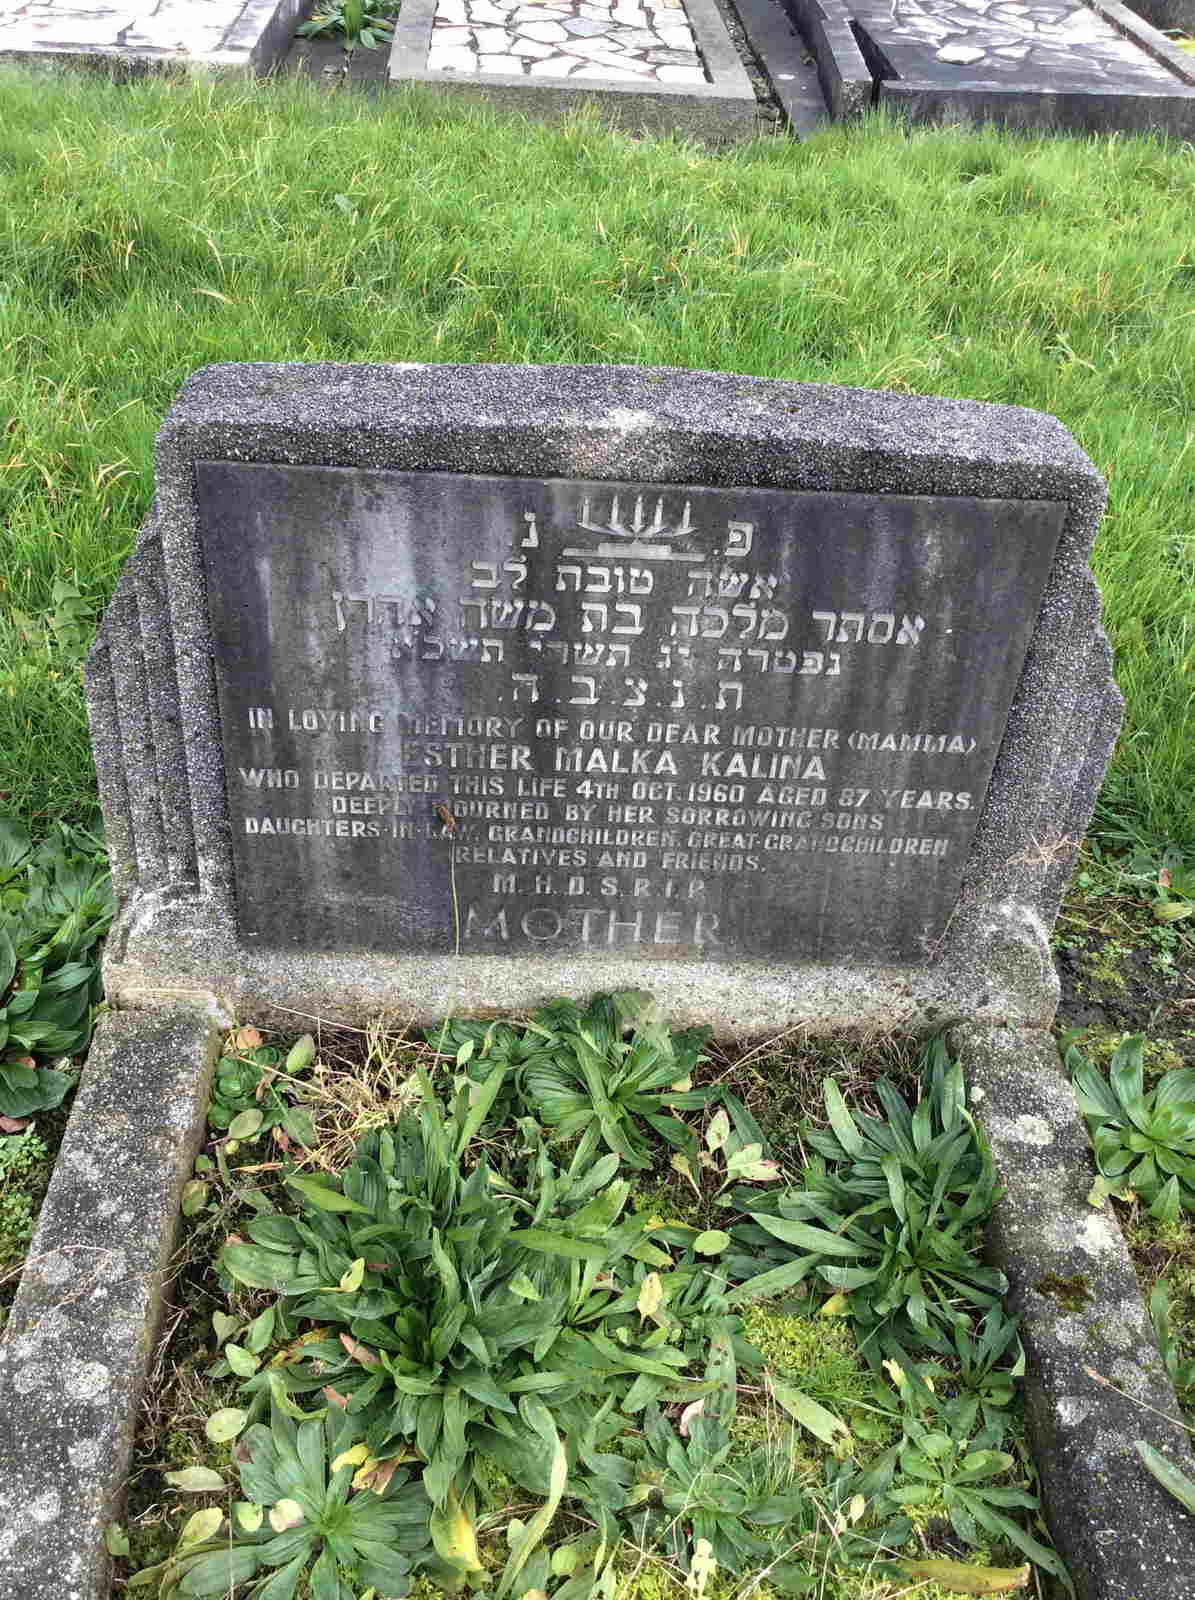 פ. נ
אשה טובת לב
אסתר מלכה בת משה אהרן
נפטרה יג תשרי תשכ"א
ת.נ.צ.ב.ה.
IN LOVING MEMORY OF OUR DEAR MOTHER (MAMMA)
ESTHER MALKA KALINA
WHO DEPARTED THIS LIFE 4TH OCT. 1960 AGED 87 YEARS.
DEEPLY MOURNED BY HER SORROWING SONS
DAUGHTERS-IN-LAW, GRANDCHILDREN, GREAT-GRANDCHILDREN
RELATIVES AND FRIENDS.
M.H.D.S.R.I.P.
MOTHER